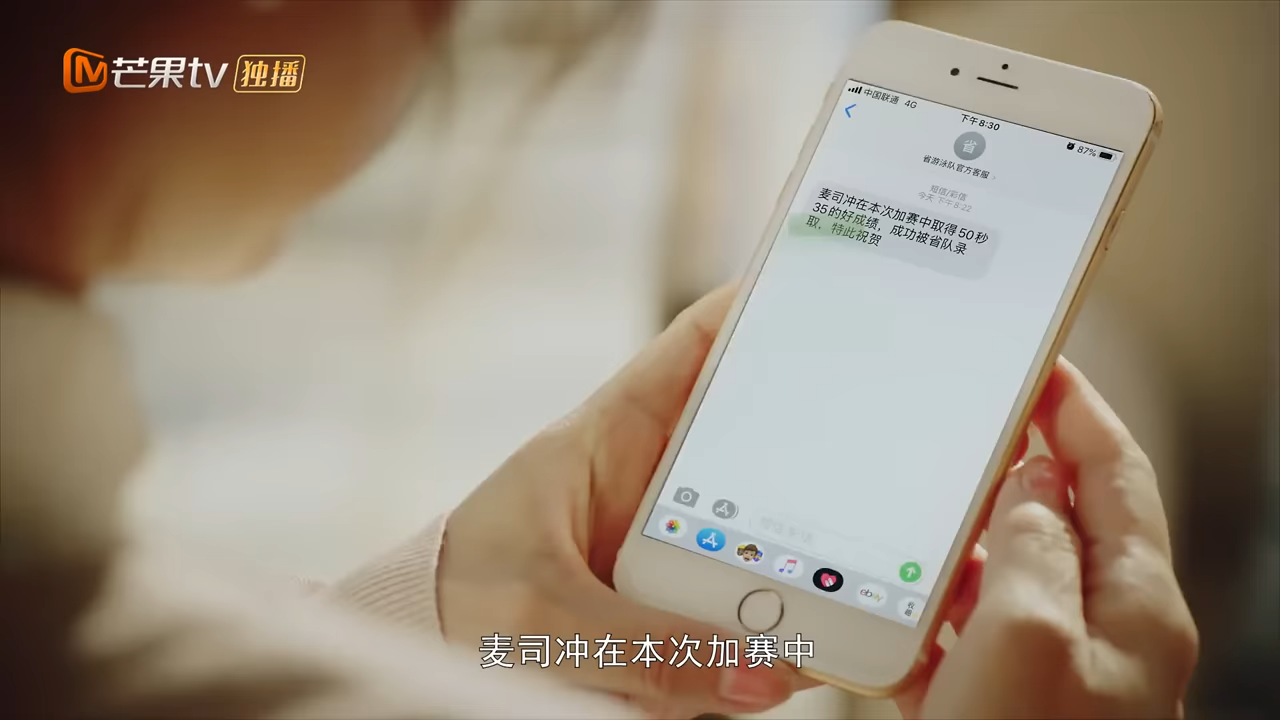 芒果tv 独播
中国联通 4G
下午8:30
87%
省
省游泳队官方客服
短信/彩信
今天 下午8:22
麦司冲在本次加赛中取得50秒
35的好成绩，成功被省队录
取，特此祝贺
ebay
麦司冲在本次加赛中